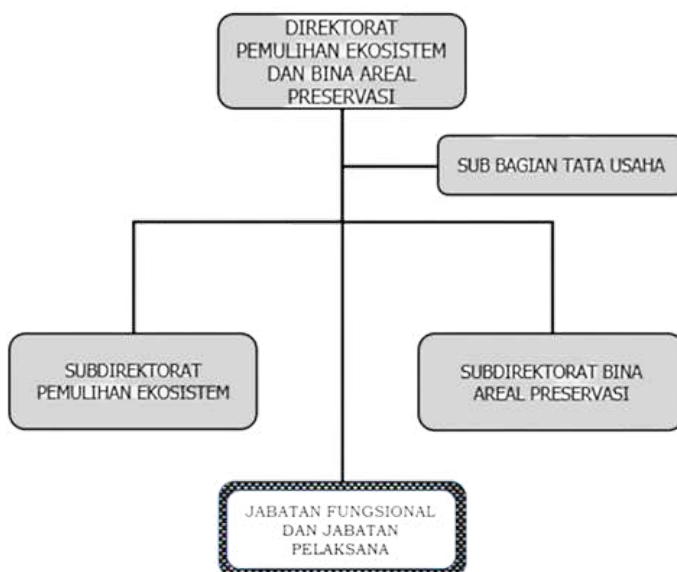 DIREKTORAT
PEMULIHAN EKOSISTEM
DAN BINA AREAL
PRESERVASI
SUB BAGIAN TATA USAHA
SUBDIREKTORAT
PEMULIHAN EKOSISTEM
SUBDIREKTORAT BINA
AREAL PRESERVASI
JABATAN FUNGSIONAL
DAN JABATAN
PELAKSANA